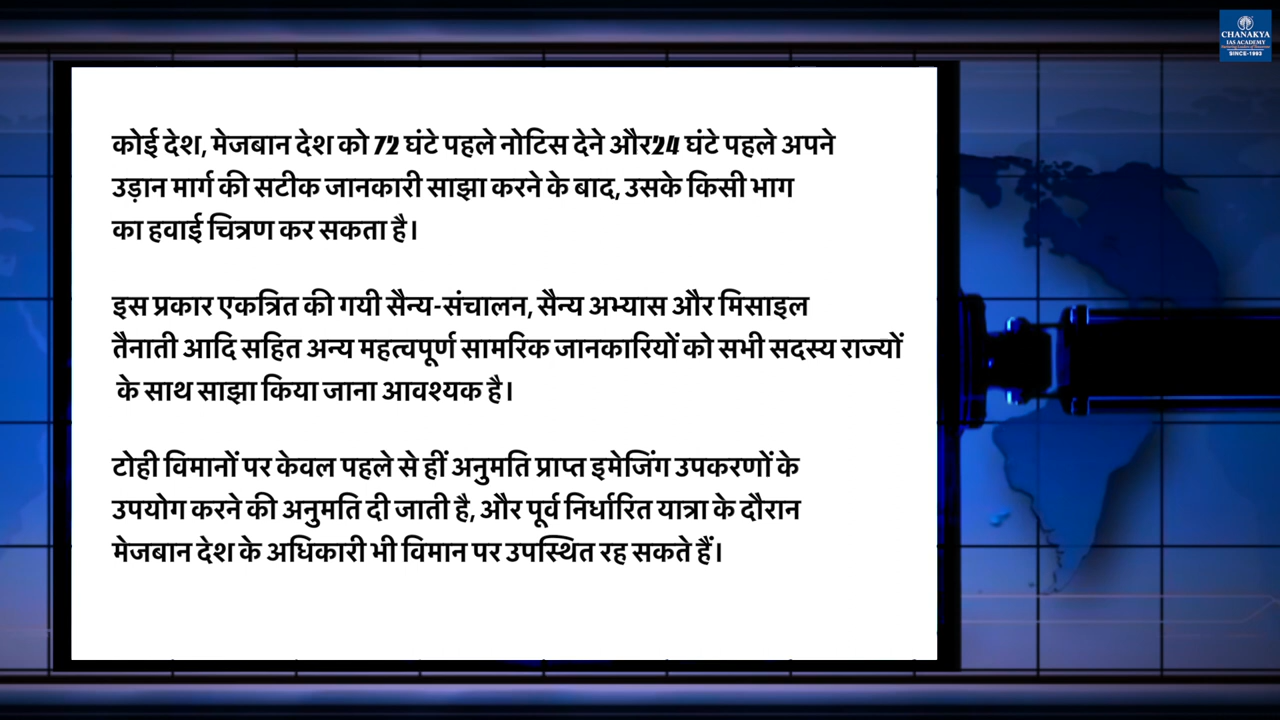 CHANAKYA
IAS ACADEMY
SINCE-1993
कोई देश, मेजबान देश को 72 घंटे पहले नोटिस देने और24 घंटे पहले अपने
उड़ान मार्ग की सटीक जानकारी साझा करने के बाद, उसके किसी भाग
का हवाई चित्रण कर सकता है।
इस प्रकार एकत्रित की गयी सैन्य-संचालन, सैन्य अभ्यास और मिसाइल
तैनाती आदि सहित अन्य महत्वपूर्ण सामरिक जानकारियों को सभी सदस्य राज्यों
के साथ साझा किया जाना आवश्यक है।
टोही विमानों पर केवल पहले से हीं अनुमति प्राप्त इमेजिंग उपकरणों के
उपयोग करने की अनुमति दी जाती है, और पूर्व निर्धारित यात्रा के दौरान
मेजबान देश के अधिकारी भी विमान पर उपस्थित रह सकते हैं।